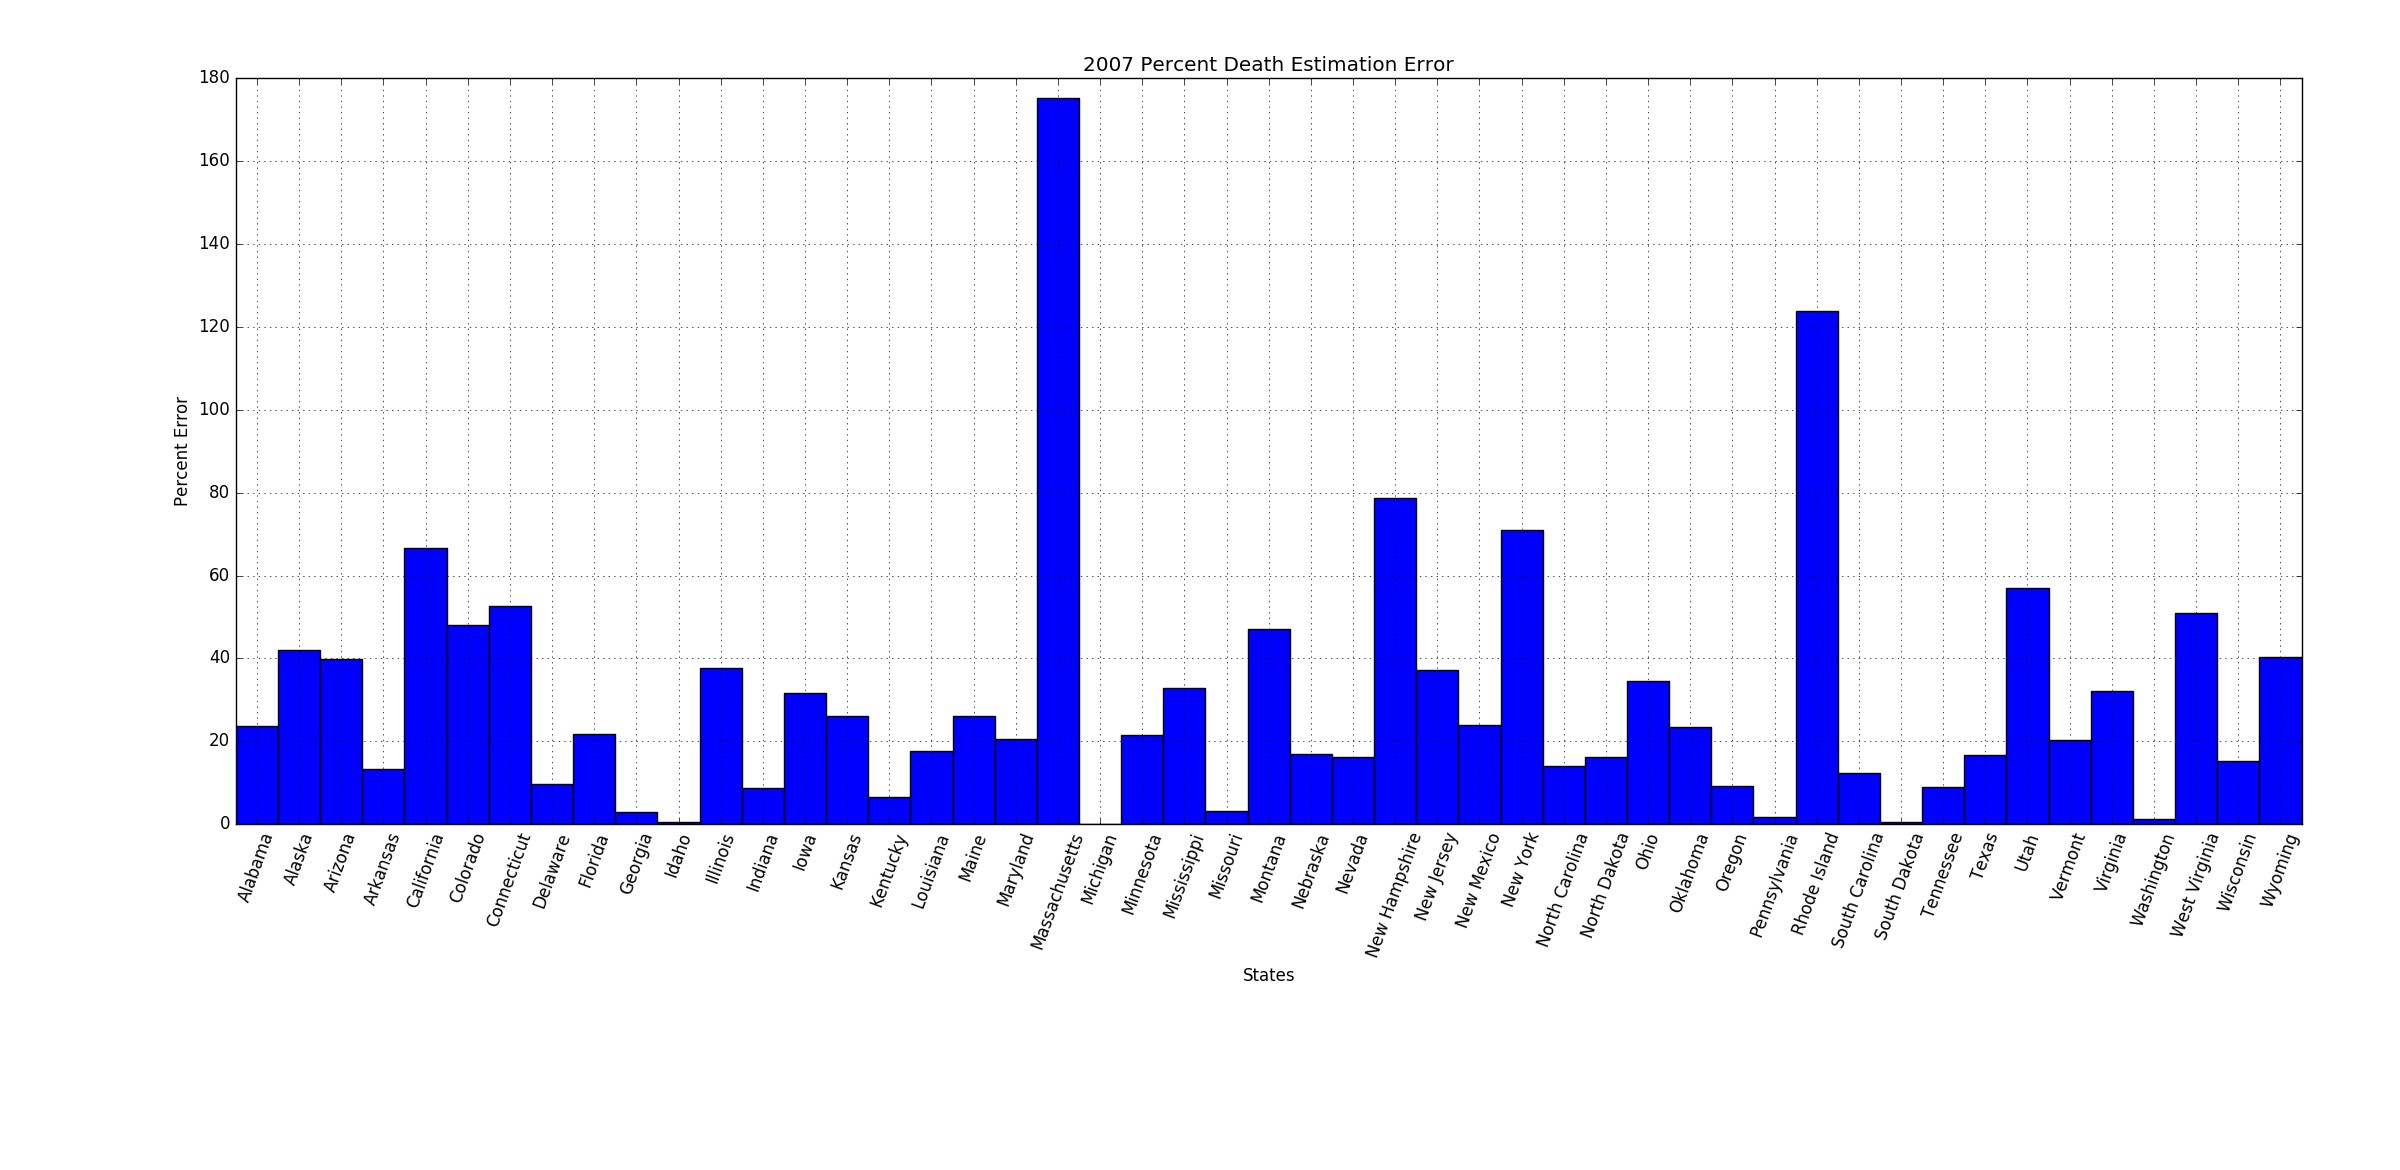 2007 Percent Death Estimation Error
180
160
140
120
100
80
60
40
20
0
Percent Error
Alabama
Alaska
Arizona
Arkansas
California
Colorado
Connecticut
Delaware
Florida
Georgia
Idaho
Illinois
Indiana
Iowa
Kansas
Kentucky
Louisiana
Maine
Maryland
Massachusetts
Michigan
Minnesota
Mississippi
Missouri
Montana
Nebraska
Nevada
New Hampshire
New Jersey
New Mexico
New York
North Carolina
North Dakota
Ohio
Oklahoma
Oregon
Pennsylvania
Rhode Island
South Carolina
South Dakota
Tennessee
Texas
Utah
Vermont
Virginia
Washington
West Virginia
Wisconsin
Wyoming
States